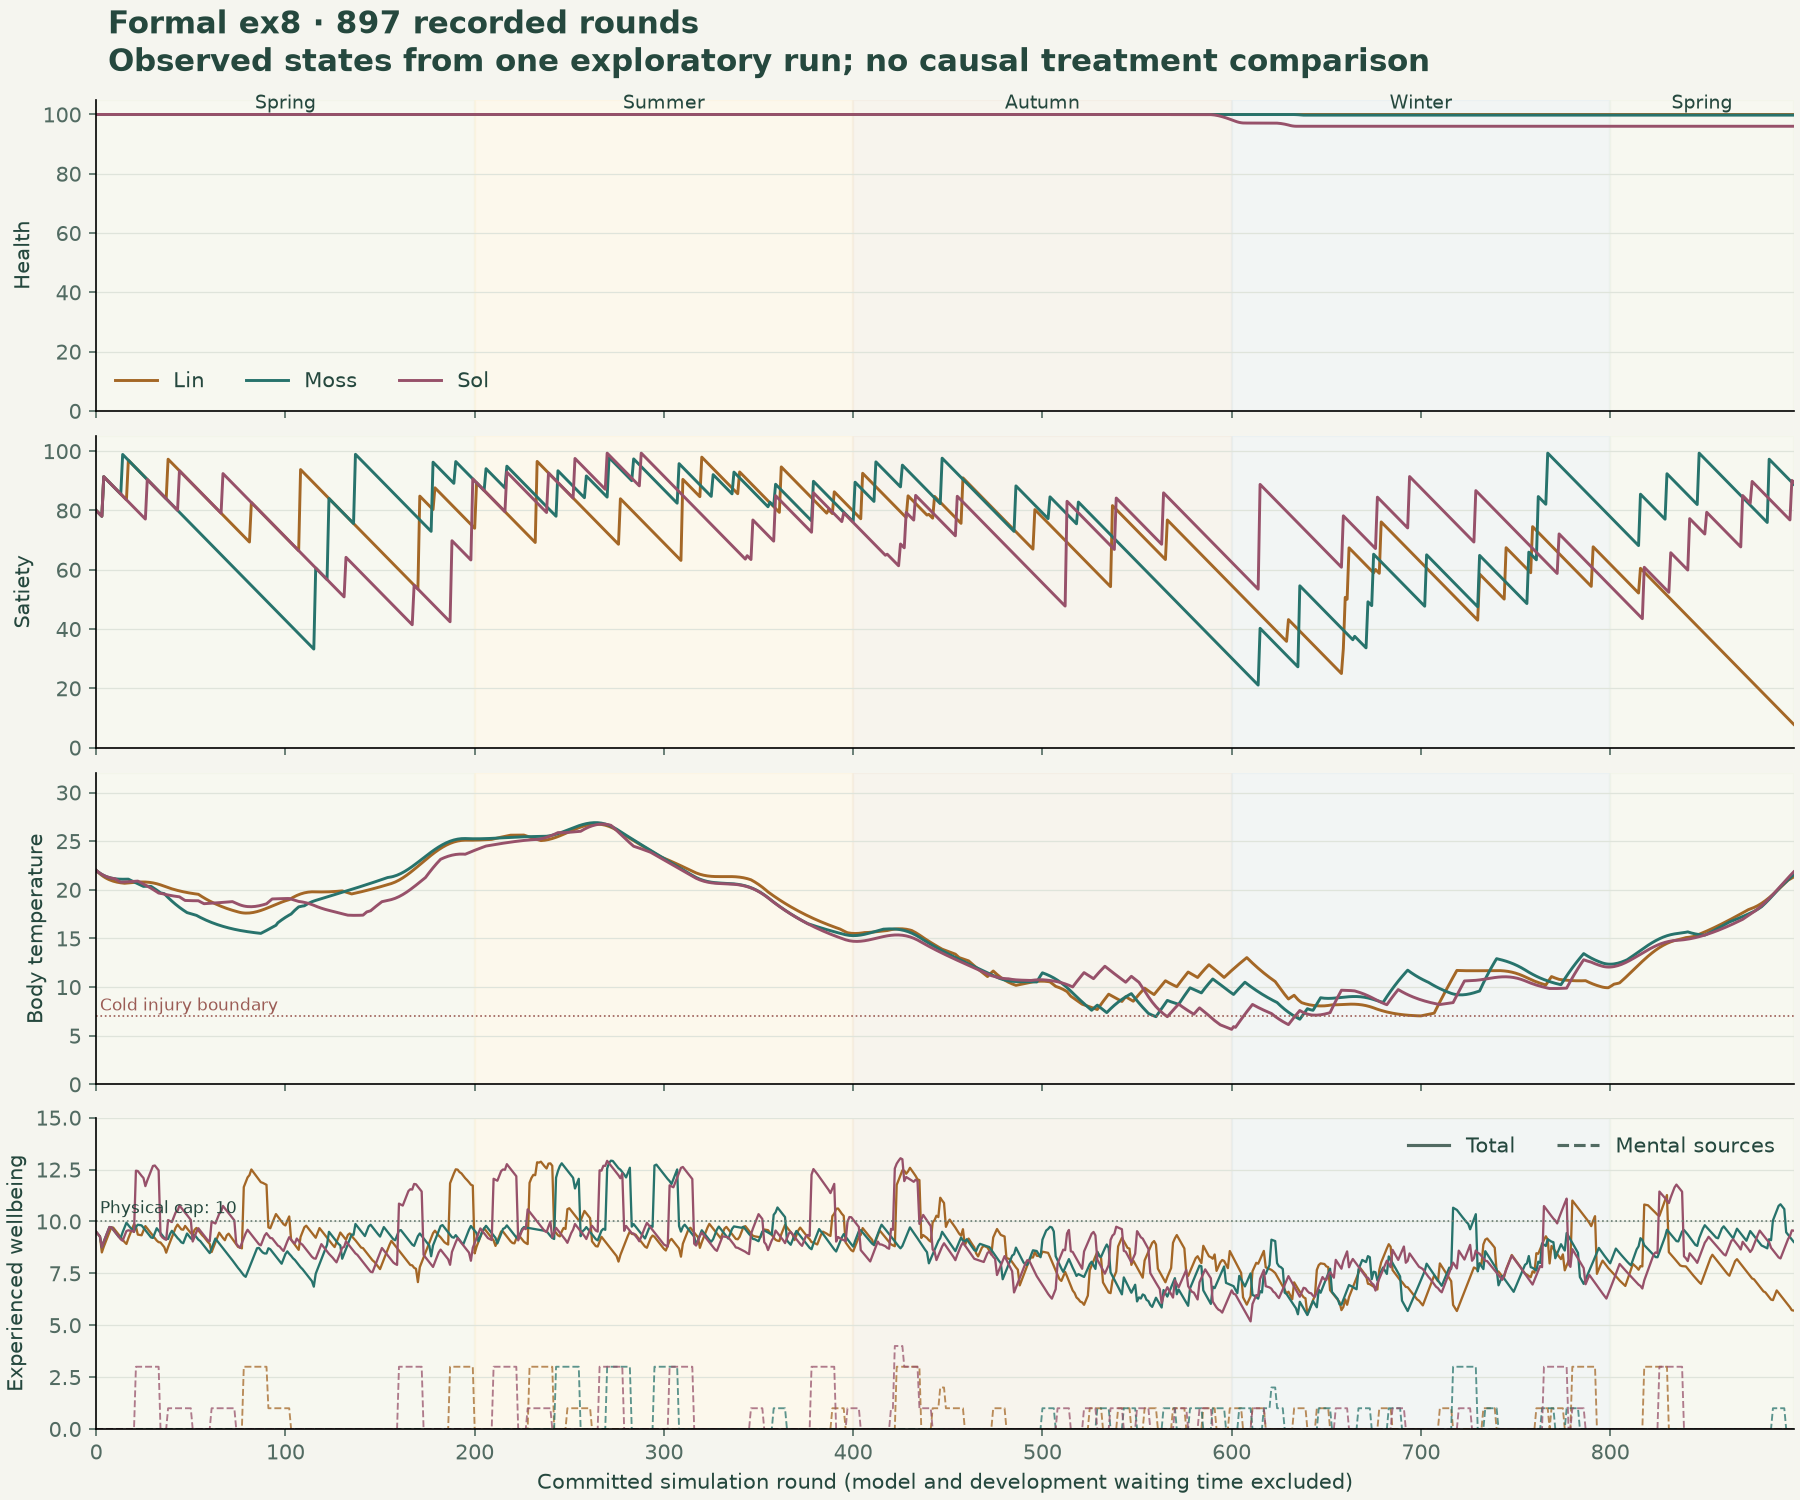 Formal ex8 · 897 recorded rounds
Observed states from one exploratory run; no causal treatment comparison
Spring Summer Autumn Winter Spring
100
80
60
40
20
0
Health
Lin Moss Sol
100
80
60
40
20
0
Satiety
30
25
20
15
10
5
0
Body temperature
Cold injury boundary
15.0
12.5
10.0
7.5
5.0
2.5
0.0
Experienced wellbeing
Total Mental sources
Physical cap: 10
0 100 200 300 400 500 600 700 800
Committed simulation round (model and development waiting time excluded)